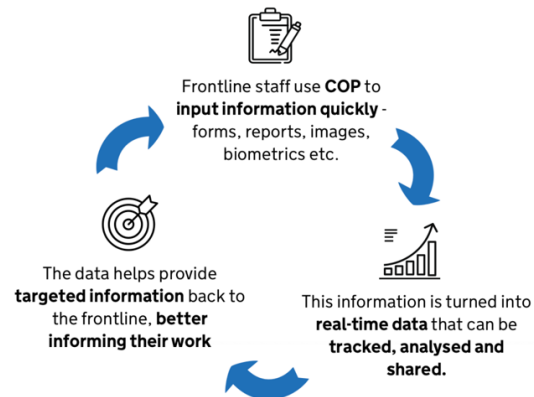 Frontline staff use COP to
input information quickly -
forms, reports, images,
biometrics etc.
This information is turned into
real-time data that can be
tracked, analysed and
shared.
The data helps provide
targeted information back to
the frontline, better
informing their work